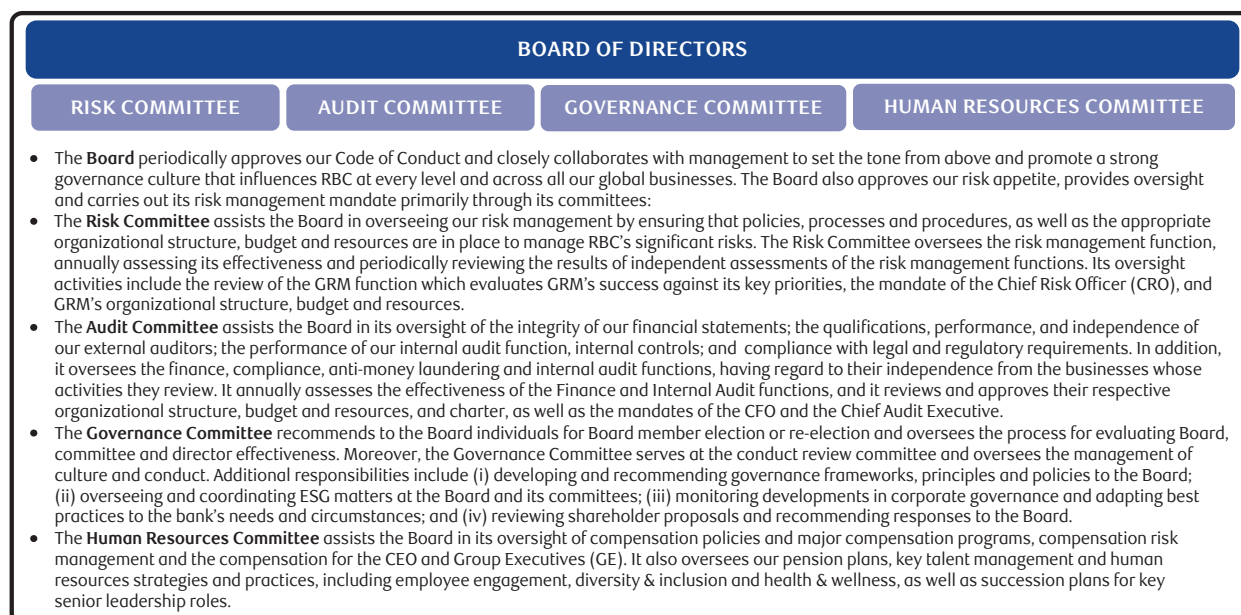 BOARD OF DIRECTORS
RISK COMMITTEE AUDIT COMMITTEE GOVERNANCE COMMITTEE HUMAN RESOURCES COMMITTEE
• The Board periodically approves our Code of Conduct and closely collaborates with management to set the tone from above and promote a strong
governance culture that influences RBC at every level and across all our global businesses. The Board also approves our risk appetite, provides oversight
and carries out its risk management mandate primarily through its committees:
• The Risk Committee assists the Board in overseeing our risk management by ensuring that policies, processes and procedures, as well as the appropriate
organizational structure, budget and resources are in place to manage RBC's significant risks. The Risk Committee oversees the risk management function,
annually assessing its effectiveness and periodically reviewing the results of independent assessments of the risk management functions. Its oversight
activities include the review of the GRM function which evaluates GRM's success against its key priorities, the mandate of the Chief Risk Officer (CRO), and
GRM's organizational structure, budget and resources.
• The Audit Committee assists the Board in its oversight of the integrity of our financial statements; the qualifications, performance, and independence of
our external auditors; the performance of our internal audit function, internal controls; and compliance with legal and regulatory requirements. In addition,
it oversees the finance, compliance, anti-money laundering and internal audit functions, having regard to their independence from the businesses whose
activities they review. It annually assesses the effectiveness of the Finance and Internal Audit functions, and it reviews and approves their respective
organizational structure, budget and resources, and charter, as well as the mandates of the CFO and the Chief Audit Executive.
• The Governance Committee recommends to the Board individuals for Board member election or re-election and oversees the process for evaluating Board,
committee and director effectiveness. Moreover, the Governance Committee serves at the conduct review committee and oversees the management of
culture and conduct. Additional responsibilities include (i) developing and recommending governance frameworks, principles and policies to the Board;
(ii) overseeing and coordinating ESG matters at the Board and its committees; (iii) monitoring developments in corporate governance and adapting best
practices to the bank's needs and circumstances; and (iv) reviewing shareholder proposals and recommending responses to the Board.
• The Human Resources Committee assists the Board in its oversight of compensation policies and major compensation programs, compensation risk
management and the compensation for the CEO and Group Executives (GE). It also oversees our pension plans, key talent management and human
resources strategies and practices, including employee engagement, diversity & inclusion and health & wellness, as well as succession plans for key
senior leadership roles.